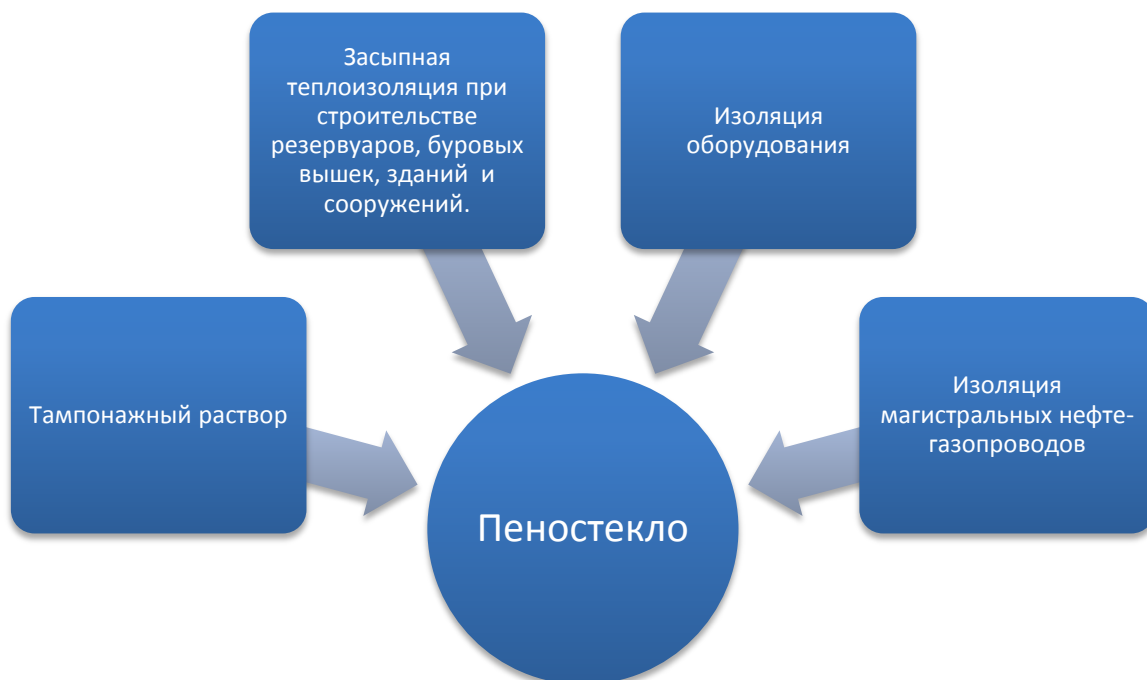 Засыпная
теплоизоляция при
строительстве
резервуаров, буровых
вышек, зданий и
сооружений.
Изоляция
оборудования
Тампонажный раствор
Изоляция
магистральных нефте-
газопроводов
Пеностекло